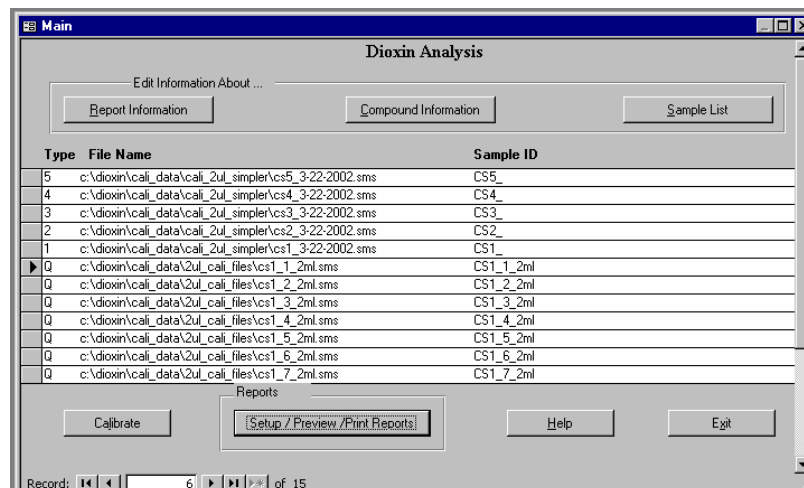 Main
Dioxin Analysis
Edit Information About ...
Report Information Compound Information Sample List
Type File Name Sample ID
5 c:\dioxin\cali_data\cali_2ul_simpler\cs5_3-22-2002.sms CS5_
4 c:\dioxin\cali_data\cali_2ul_simpler\cs4_3-22-2002.sms CS4_
3 c:\dioxin\cali_data\cali_2ul_simpler\cs3_3-22-2002.sms CS3_
2 c:\dioxin\cali_data\cali_2ul_simpler\cs2_3-22-2002.sms CS2_
1 c:\dioxin\cali_data\cali_2ul_simpler\cs1_3-22-2002.sms CS1_
Q c:\dioxin\cali_data\2ul_cali_files\cs1_1_2ml.sms CS1_1_2ml
Q c:\dioxin\cali_data\2ul_cali_files\cs1_2_2ml.sms CS1_2_2ml
Q c:\dioxin\cali_data\2ul_cali_files\cs1_3_2ml.sms CS1_3_2ml
Q c:\dioxin\cali_data\2ul_cali_files\cs1_4_2ml.sms CS1_4_2ml
Q c:\dioxin\cali_data\2ul_cali_files\cs1_5_2ml.sms CS1_5_2ml
Q c:\dioxin\cali_data\2ul_cali_files\cs1_6_2ml.sms CS1_6_2ml
Q c:\dioxin\cali_data\2ul_cali_files\cs1_7_2ml.sms CS1_7_2ml
Reports
Calibrate Setup / Preview /Print Reports Help Exit
Record: 6 of 15